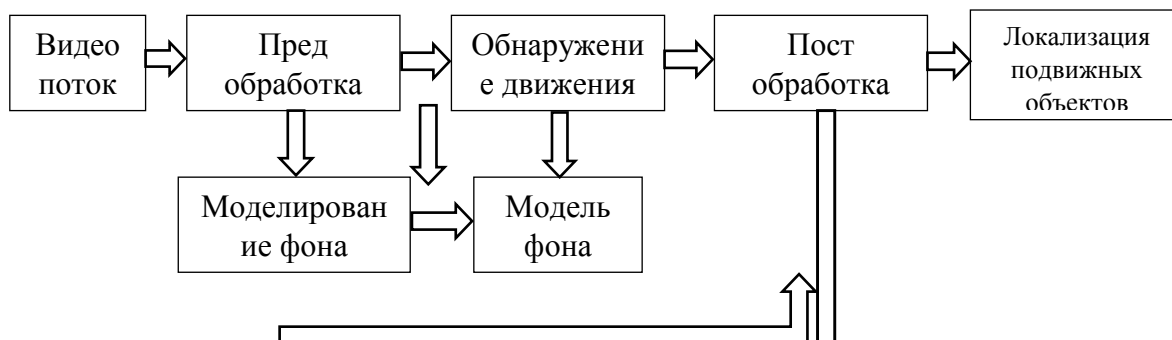 Видео
поток
Пред
обработка
Обнаружени
е движения
Пост
обработка
Локализация
подвижных
объектов
Моделирован
ие фона
Модель
фона